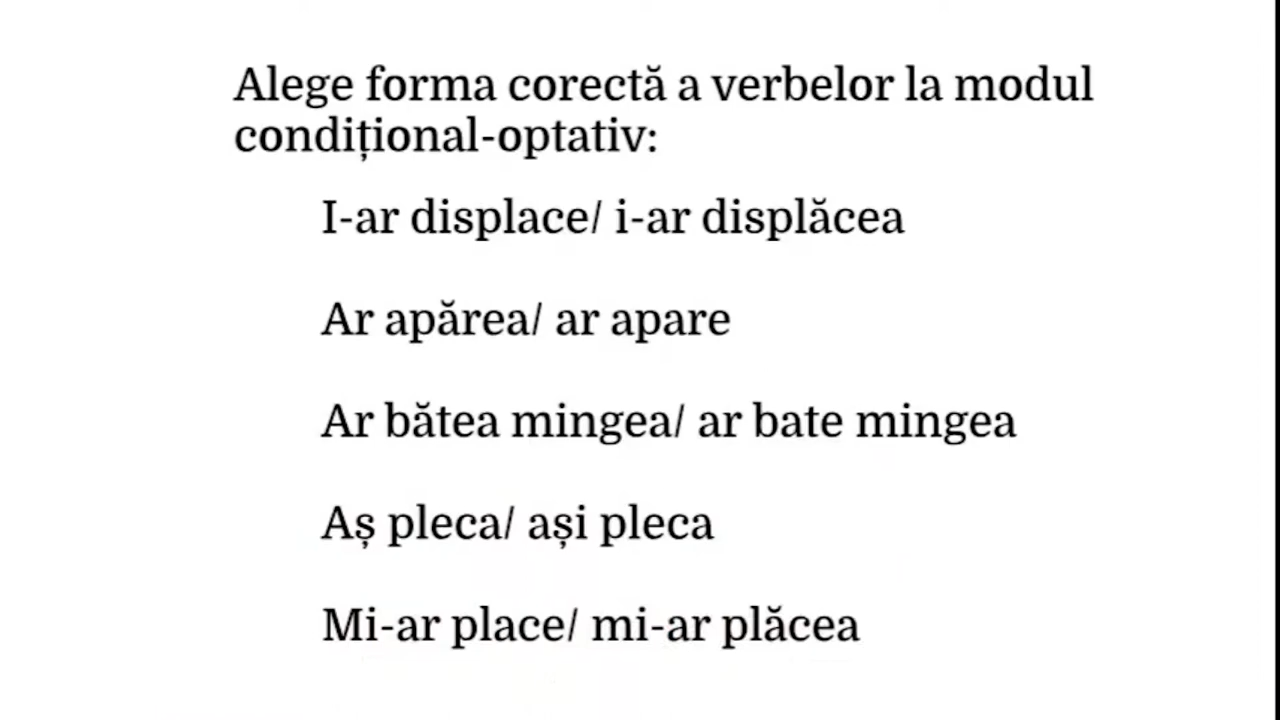 Alege forma corectă a verbelor la modul
condițional-optativ:
I-ar displace/ i-ar displăcea
Ar apărea/ ar apare
Ar bătea mingea/ ar bate mingea
Aș pleca/ ași pleca
Mi-ar place/ mi-ar plăcea